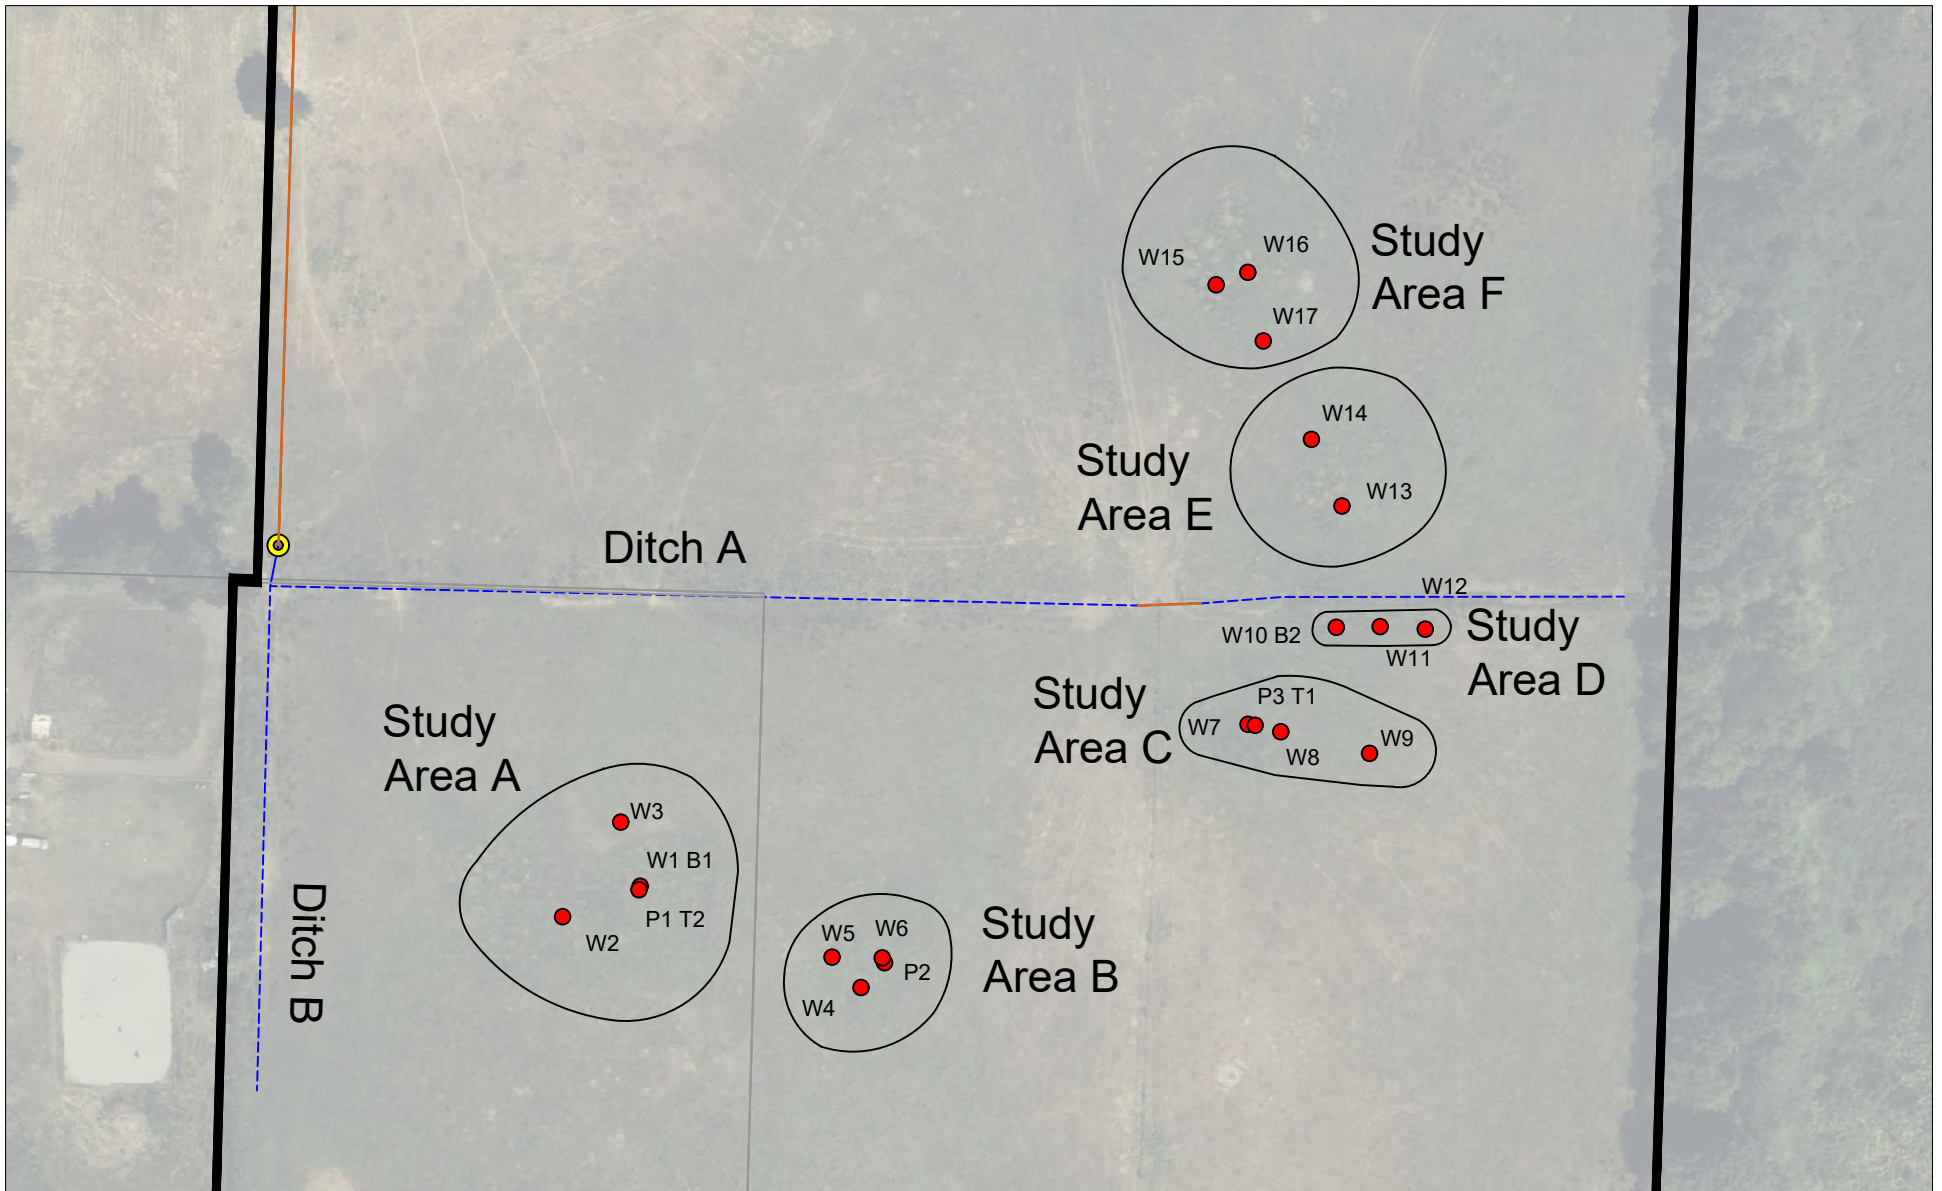 W15
W16
Study
Area F
W17
W14
Study
Area E
W13
Ditch A
W12
W10 B2
Study
Area D
W11
Study
Area C
P3 T1
W7
W8
W9
Study
Area A
W3
W1 B1
P1 T2
W2
Ditch B
W5
W6
P2
W4
Study
Area B